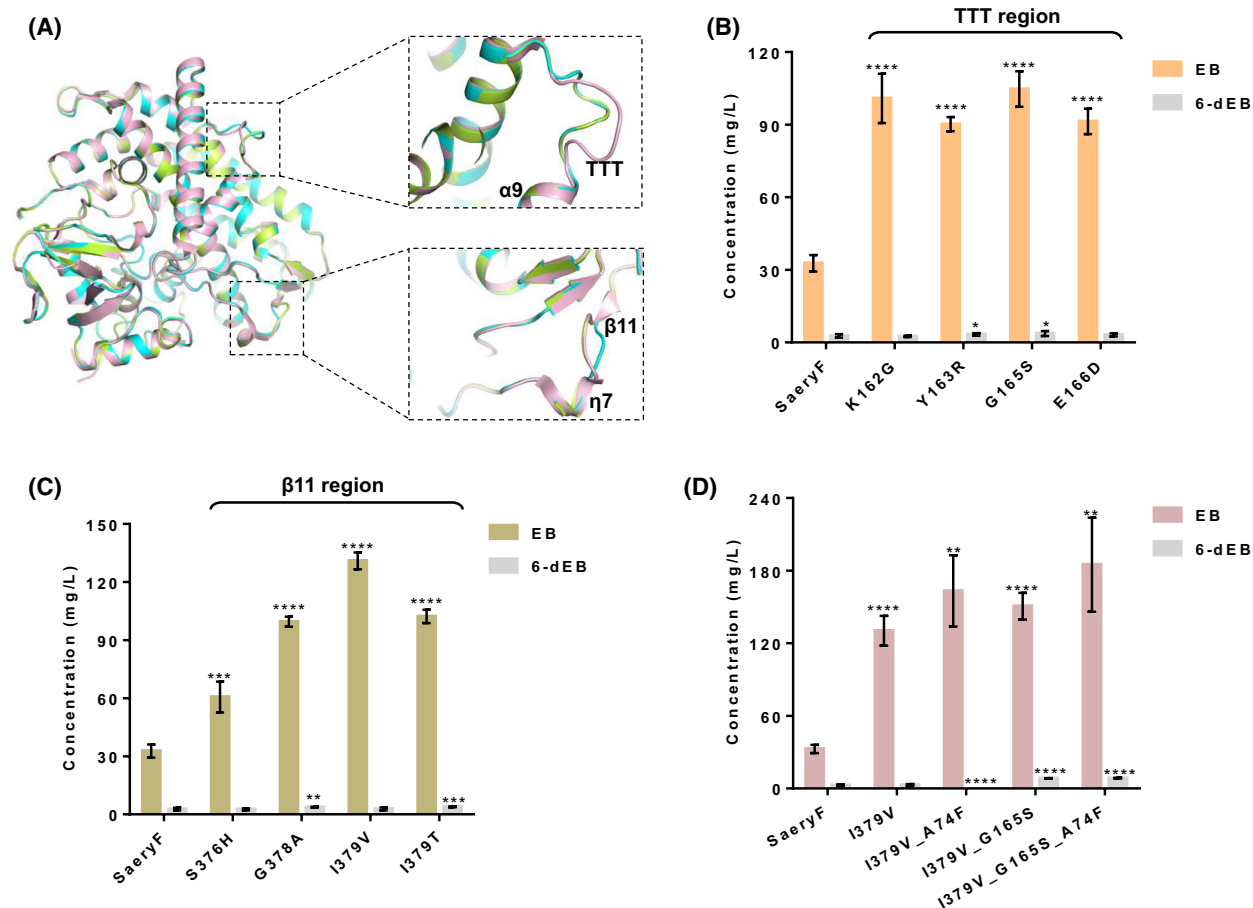 (A)
TTT
α9
β11
η7
(B)
TTT region
EB
6-dEB
Concentration (mg/L)
120
90
60
30
0
****
****
****
****
*
*
SaeryF
K162G
Y163R
G165S
E166D
(C)
β11 region
EB
6-dEB
Concentration (mg/L)
150
120
90
60
30
0
***
****
****
****
**
***
SaeryF
S376H
G378A
I379V
I379T
(D)
EB
6-dEB
Concentration (mg/L)
240
180
120
60
0
****
**
****
**
****
****
****
SaeryF
I379V
I379V_A74F
I379V_G165S
I379V_G165S_A74F